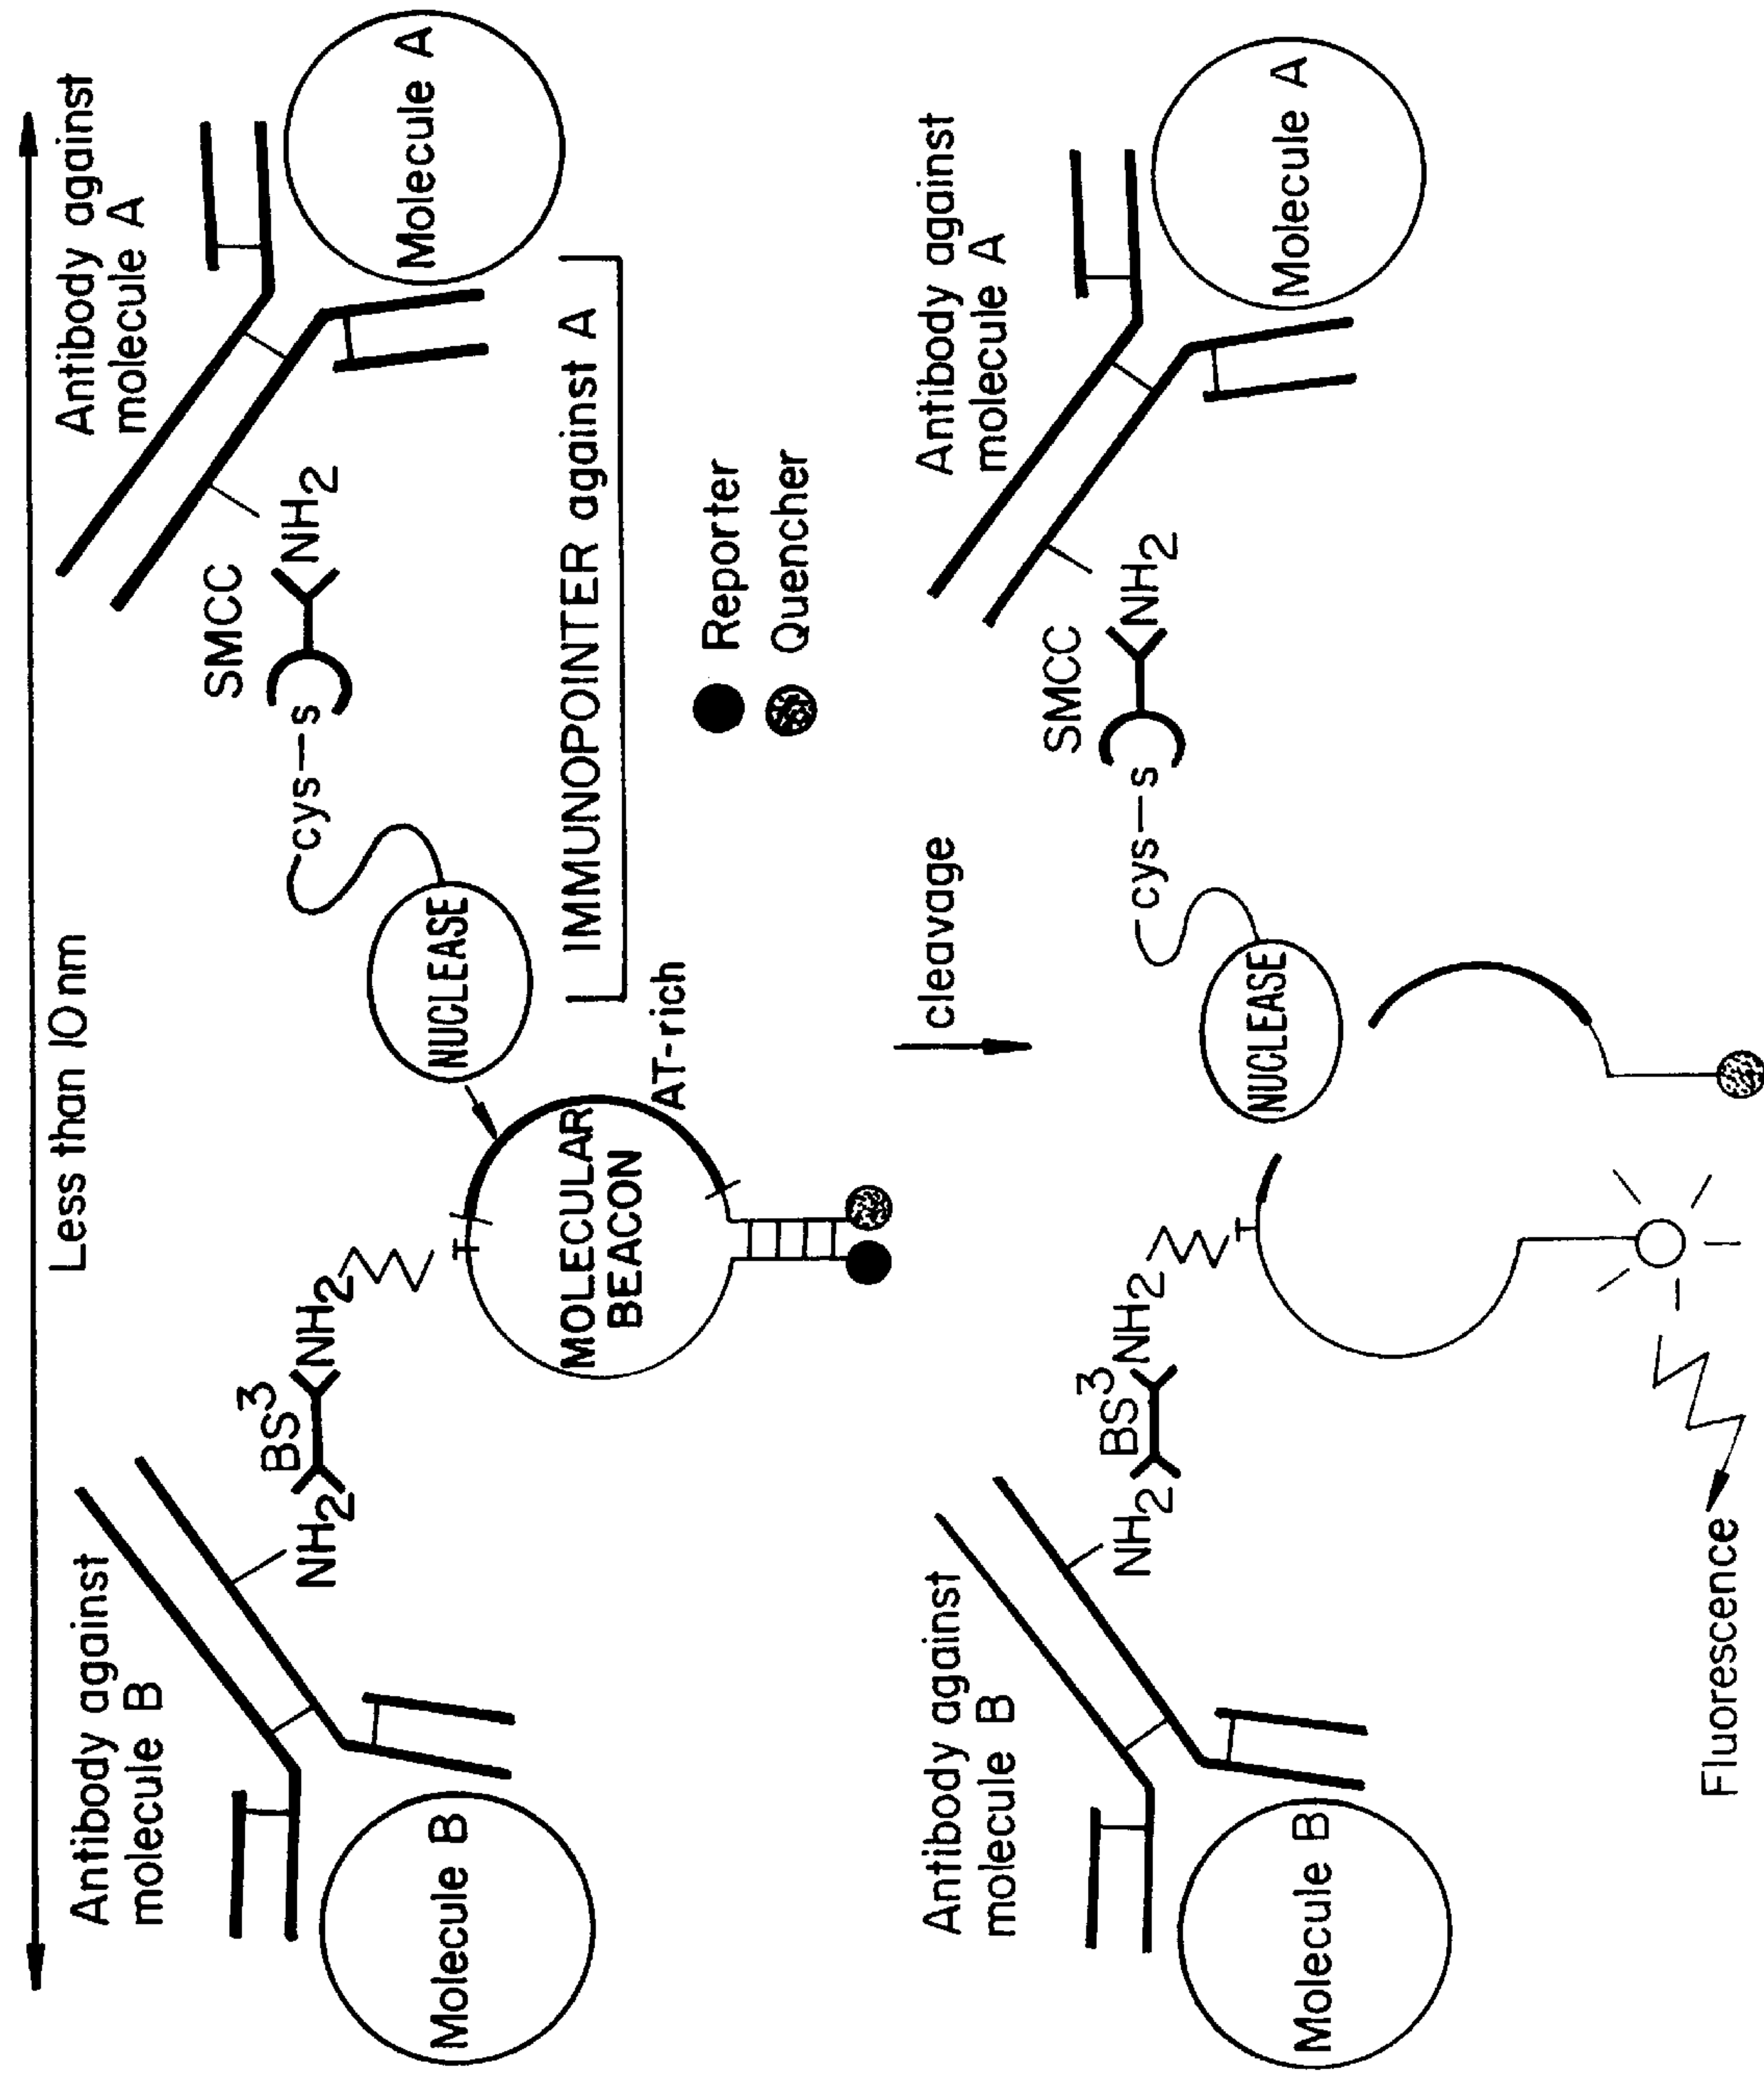 Less than 10 nm
Antibody against
molecule B
Antibody against
molecule A
BS3
NH2
NH2
SMCC
cys-s
NH2
Molecule B
MOLECULAR
BEACON
NUCLEASE
Molecule A
AT-rich
IMMUNOPOINTER against A
Reporter
Quencher
cleavage
Antibody against
molecule B
Antibody against
molecule A
BS3
NH2
NH2
SMCC
cys-s
NH2
Molecule B
T
NUCLEASE
Molecule A
Fluorescence